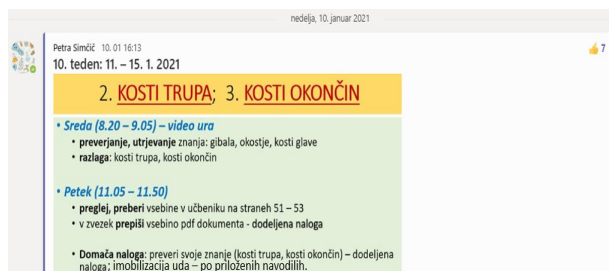 nedelja, 10. januar 2021
Petra Simčič 10. 01 16:13
7
10. teden: 11. – 15. 1. 2021
2. KOSTI TRUPA; 3. KOSTI OKONČIN
• Sreda (8.20 – 9.05) – video ura
• preverjanje, utrjevanje znanja: gibala, okostje, kosti glave
• razlaga: kosti trupa, kosti okončin
• Petek (11.05 – 11.50)
• preglej, preberi vsebine v učbeniku na straneh 51 – 53
• v zvezek prepiši vsebino pdf dokumenta - dodeljena naloga
• Domača naloga: preveri svoje znanje (kosti trupa, kosti okončin) – dodeljena
naloga; imobilizacija uda – po priloženih navodilih.